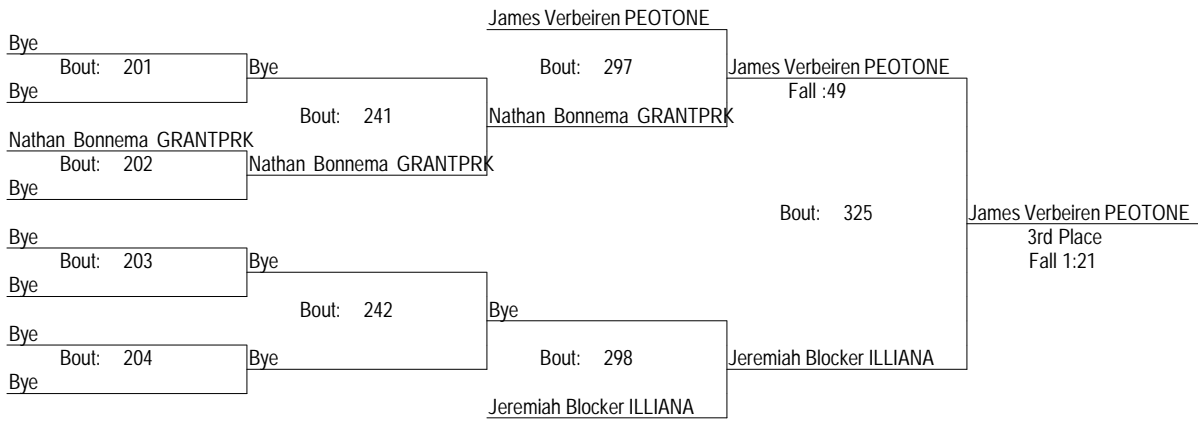 James Verbeiren PEOTONE
Bye
Bout: 201
Bye
Bout: 297
James Verbeiren PEOTONE
Bye
Fall :49
Bout: 241
Nathan Bonnema GRANTPRK
Nathan Bonnema GRANTPRK
Bout: 202
Nathan Bonnema GRANTPRK
Bye
Bout: 325
James Verbeiren PEOTONE
Bye
3rd Place
Bout: 203
Bye
Fall 1:21
Bye
Bout: 242
Bye
Bye
Bout: 204
Bye
Bout: 298
Jeremiah Blocker ILLIANA
Bye
Jeremiah Blocker ILLIANA